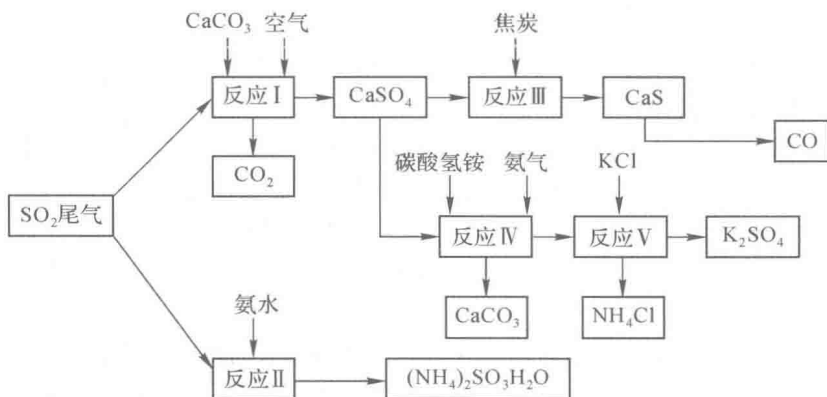 CaCO₃ 空气
焦炭
反应Ⅰ
CaSO₄
反应Ⅲ
CaS
CO
CO₂
碳酸氢铵 氨气
KCl
SO₂尾气
反应Ⅳ
反应Ⅴ
K₂SO₄
CaCO₃
NH₄Cl
氨水
反应Ⅱ
(NH₄)₂SO₃H₂O